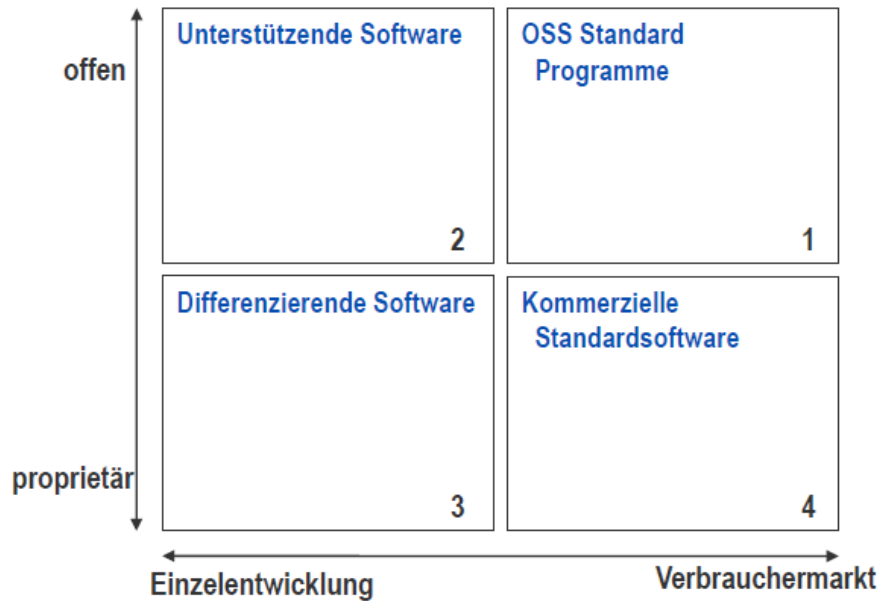 offen
Unterstützende Software
2
OSS Standard
Programme
1
proprietär
Differenzierende Software
3
Kommerzielle
Standardsoftware
4
Einzelentwicklung
Verbrauchermarkt